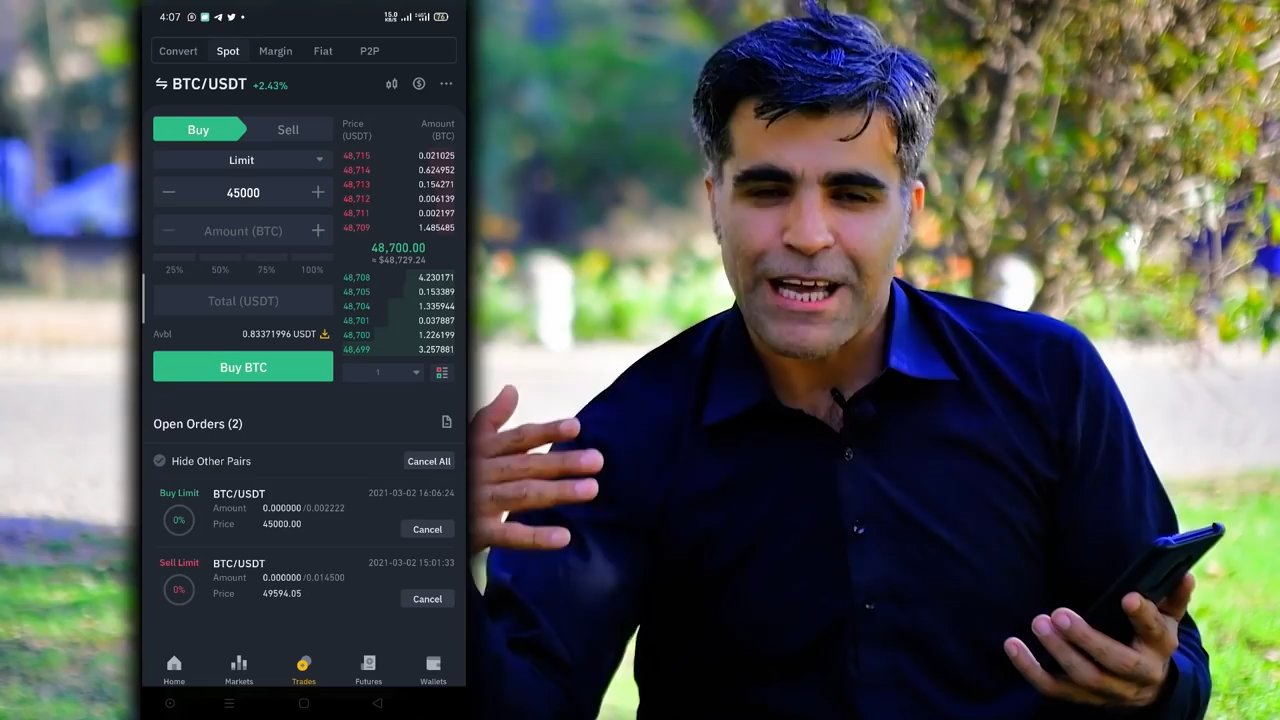 4:07
15.0 KB/S
76
Convert Spot Margin Fiat P2P
BTC/USDT +2.43%
Buy Sell
Limit
45000
Amount (BTC)
25% 50% 75% 100%
Total (USDT)
Avbl 0.83371996 USDT
Buy BTC
Price (USDT) Amount (BTC)
48,715 0.021025
48,714 0.624952
48,713 0.154271
48,712 0.006139
48,711 0.002197
48,709 1.485485
48,700.00
≈ $48,729.24
48,708 4.230171
48,705 0.153389
48,704 1.335944
48,701 0.037887
48,700 1.226199
48,699 3.257881
1
Open Orders (2)
Hide Other Pairs Cancel All
Buy Limit BTC/USDT 2021-03-02 16:06:24
0% Amount 0.000000 /0.002222
Price 45000.00 Cancel
Sell Limit BTC/USDT 2021-03-02 15:01:33
0% Amount 0.000000 /0.014500
Price 49594.05 Cancel
Home Markets Trades Futures Wallets